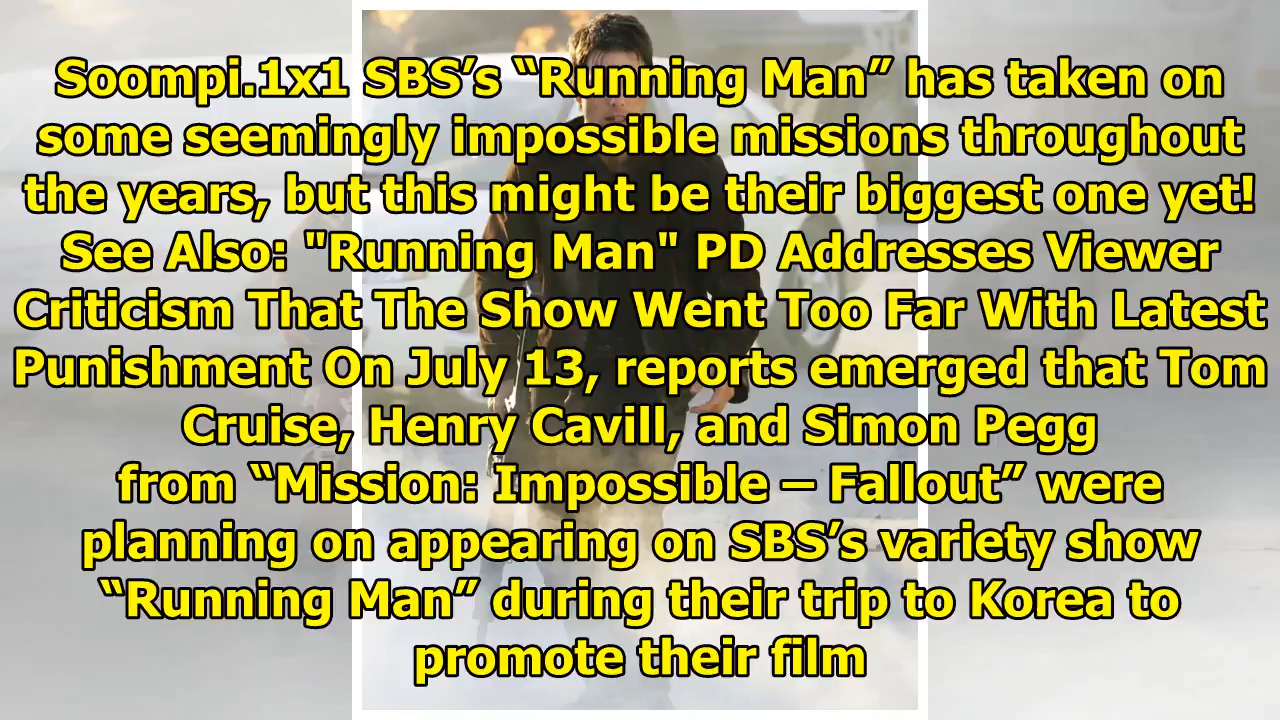 Soompi.1x1 SBS’s “Running Man” has taken on
some seemingly impossible missions throughout
the years, but this might be their biggest one yet!
See Also: "Running Man" PD Addresses Viewer
Criticism That The Show Went Too Far With Latest
Punishment On July 13, reports emerged that Tom
Cruise, Henry Cavill, and Simon Pegg
from “Mission: Impossible – Fallout” were
planning on appearing on SBS’s variety show
“Running Man” during their trip to Korea to
promote their film